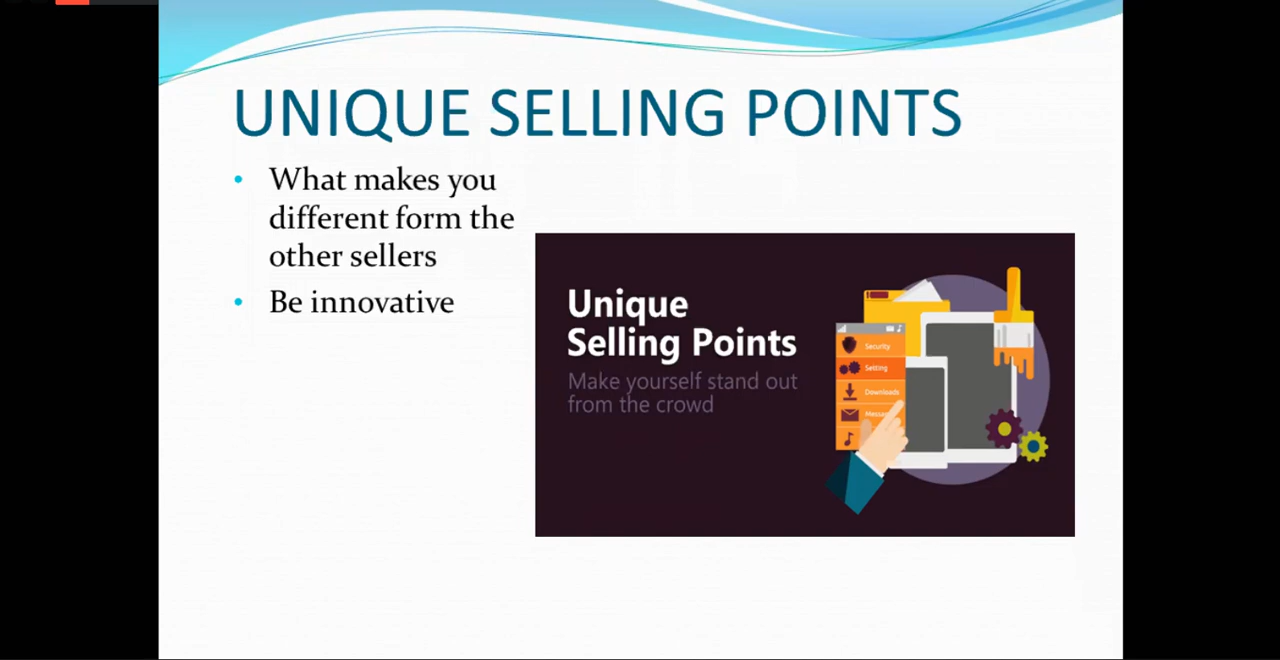 UNIQUE SELLING POINTS
• What makes you
different form the
other sellers
• Be innovative
Unique
Selling Points
Make yourself stand out
from the crowd
Security
Setting
Downloads